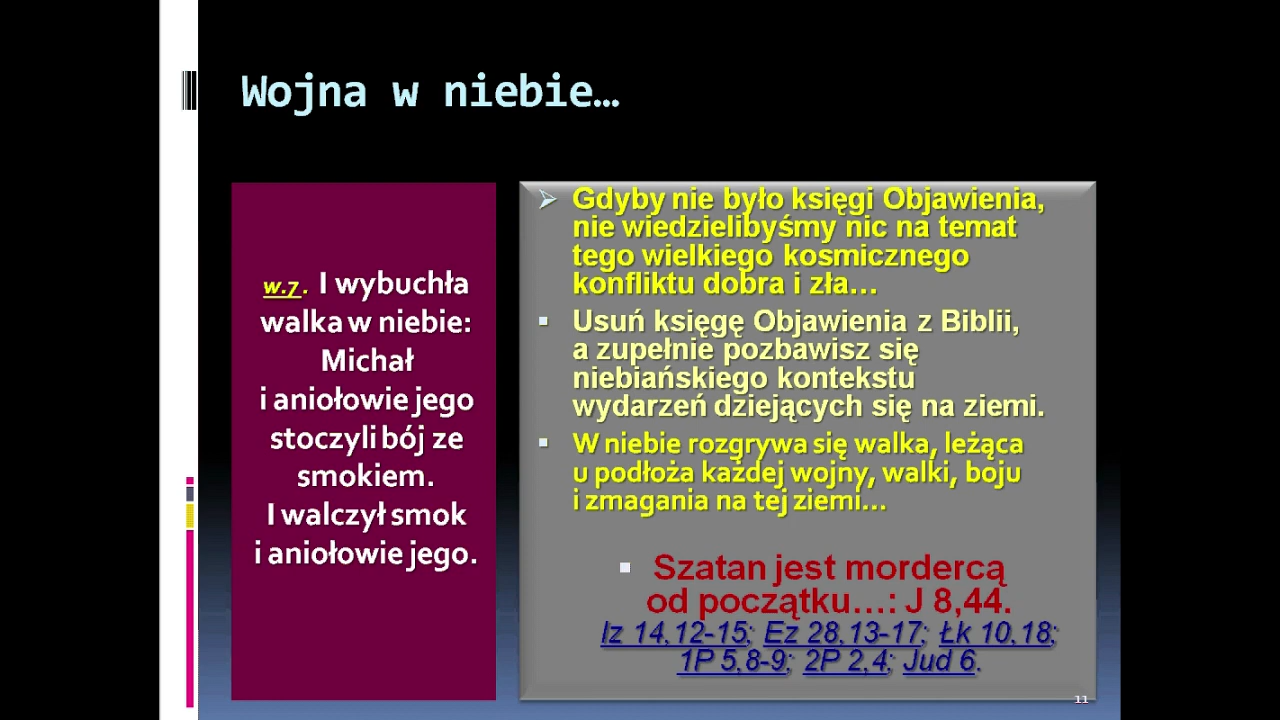 Wojna w niebie…
w.7. I wybuchła
walka w niebie:
Michał
i aniołowie jego
stoczyli bój ze
smokiem.
I walczył smok
i aniołowie jego.
Gdyby nie było księgi Objawienia,
nie wiedzielibyśmy nic na temat
tego wielkiego kosmicznego
konfliktu dobra i zła…
Usuń księgę Objawienia z Biblii,
a zupełnie pozbawisz się
niebiańskiego kontekstu
wydarzeń dziejących się na ziemi.
W niebie rozgrywa się walka, leżąca
u podłoża każdej wojny, walki, boju
i zmagania na tej ziemi…
Szatan jest mordercą
od początku…: J 8,44.
Iz 14,12-15; Ez 28,13-17; Łk 10,18;
1P 5,8-9; 2P 2,4; Jud 6.
11